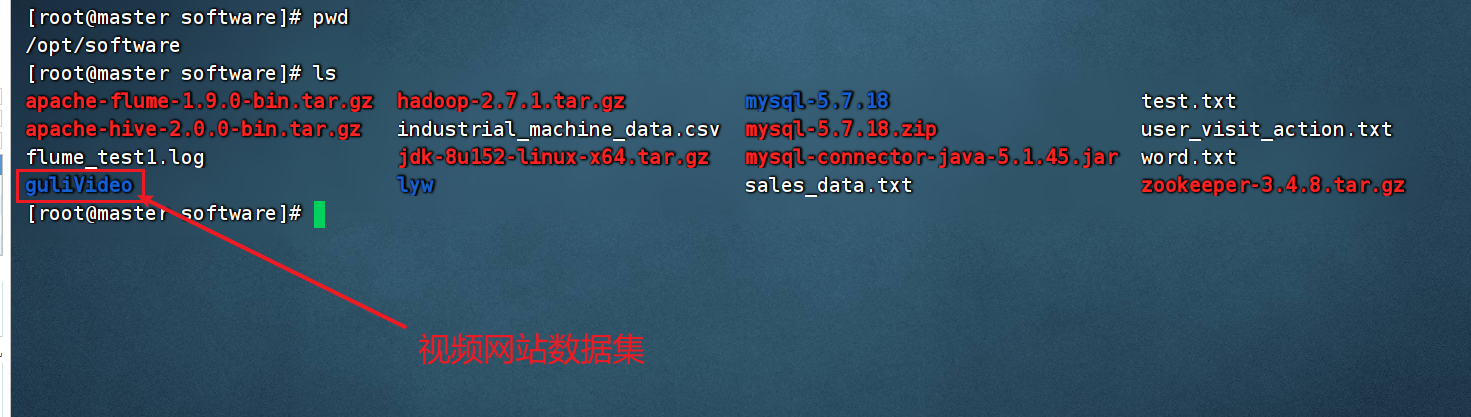 [root@master software]# pwd
/opt/software
[root@master software]# ls
apache-flume-1.9.0-bin.tar.gz hadoop-2.7.1.tar.gz mysql-5.7.18 test.txt
apache-hive-2.0.0-bin.tar.gz industrial_machine_data.csv mysql-5.7.18.zip user_visit_action.txt
flume_test1.log jdk-8u152-linux-x64.tar.gz mysql-connector-java-5.1.45.jar word.txt
guliVideo lyw sales_data.txt zookeeper-3.4.8.tar.gz
[root@master software]#
视频网站数据集